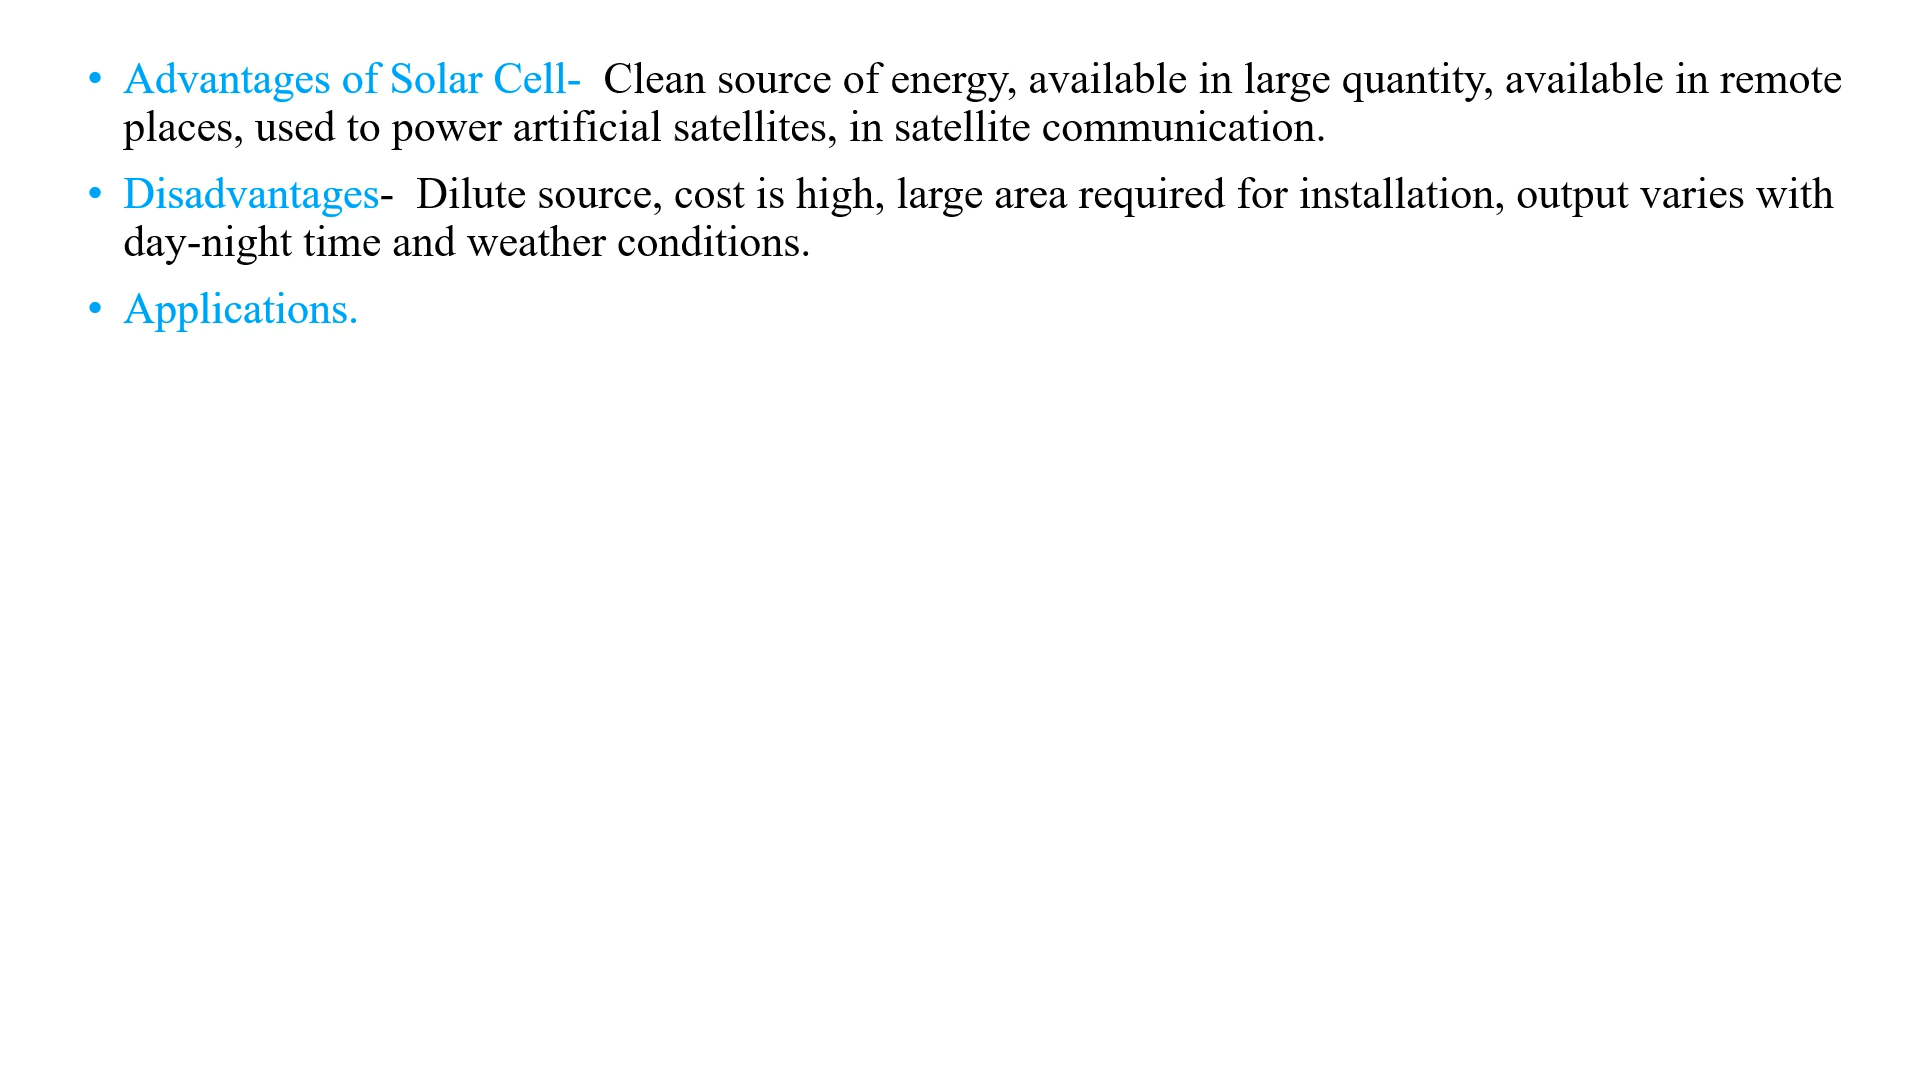 • Advantages of Solar Cell-  Clean source of energy, available in large quantity, available in remote
places, used to power artificial satellites, in satellite communication.
• Disadvantages-  Dilute source, cost is high, large area required for installation, output varies with
day-night time and weather conditions.
• Applications.